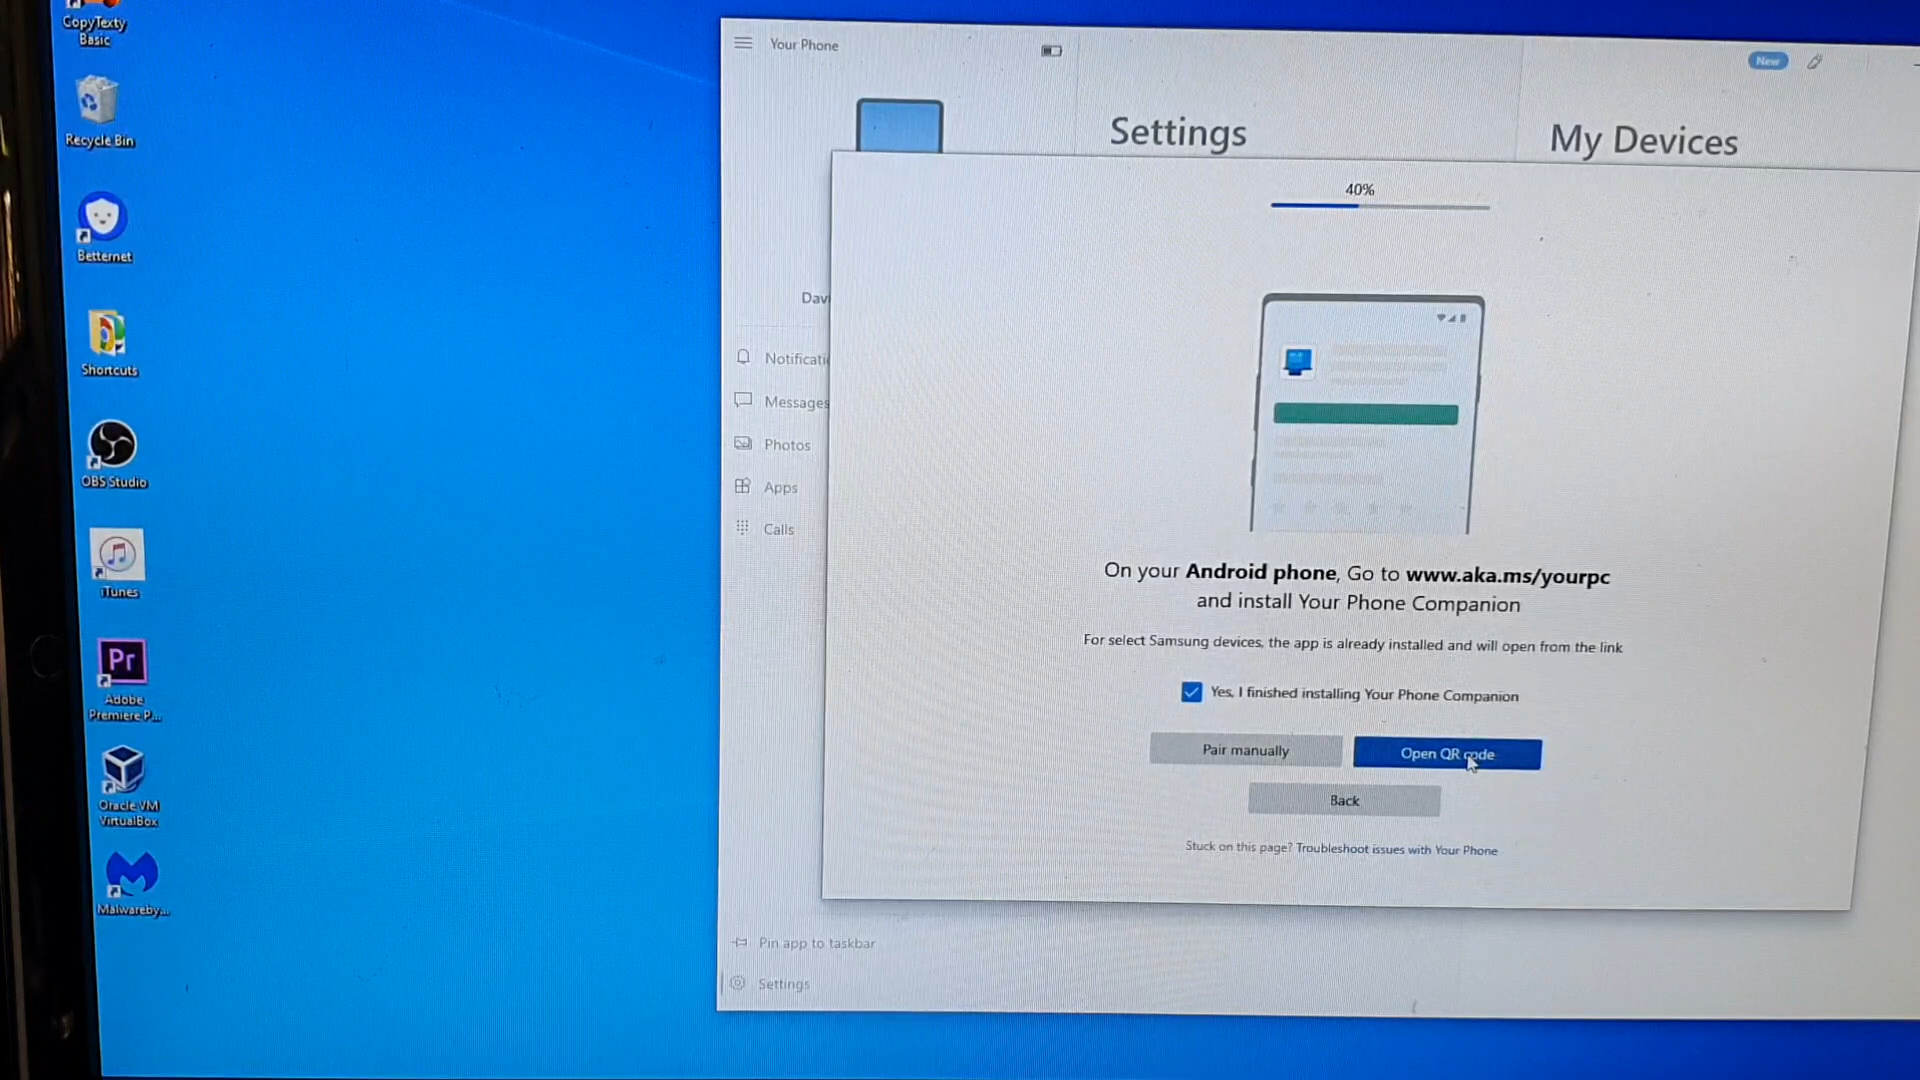 CopyTexty
Basic
Recycle Bin
Betternet
Shortcuts
OBS Studio
iTunes
Pr
Adobe
Premiere P...
Oracle VM
VirtualBox
Malwareby...
Your Phone
New
Settings
My Devices
Notificati
Messages
Photos
Apps
Calls
40%
On your Android phone, Go to www.aka.ms/yourpc
and install Your Phone Companion
For select Samsung devices, the app is already installed and will open from the link
Yes, I finished installing Your Phone Companion
Pair manually
Open QR code
Back
Stuck on this page? Troubleshoot issues with Your Phone
Pin app to taskbar
Settings